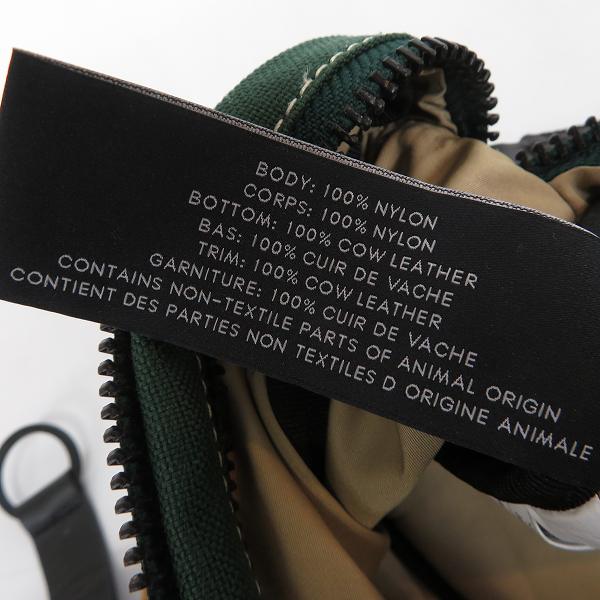 BODY: 100% NYLON
CORPS: 100% NYLON
BOTTOM: 100% COW LEATHER
BAS: 100% CUIR DE VACHE
TRIM: 100% COW LEATHER
GARNITURE: 100% CUIR DE VACHE
CONTAINS NON-TEXTILE PARTS OF ANIMAL ORIGIN
CONTIENT DES PARTIES NON TEXTILES D ORIGINE ANIMALE